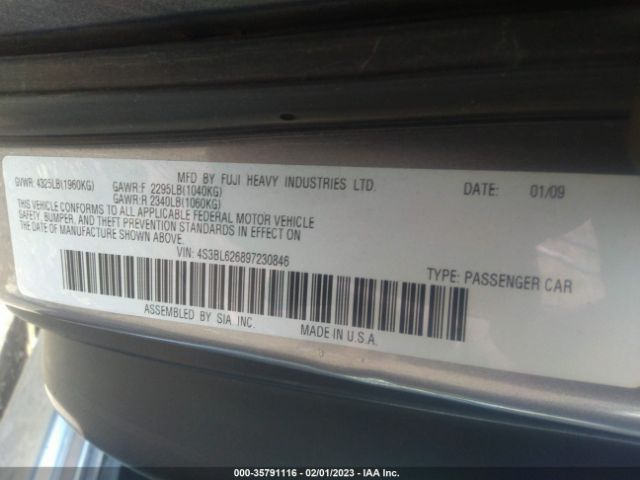 MFD BY FUJI HEAVY INDUSTRIES LTD. DATE: 01/09
GVWR: 4325LB(1960KG) GAWR:F 2295LB(1040KG)
GAWR:R 2340LB(1060KG)
THIS VEHICLE CONFORMS TO ALL APPLICABLE FEDERAL MOTOR VEHICLE
SAFETY, BUMPER, AND THEFT PREVENTION STANDARDS IN EFFECT ON
THE DATE OF MANUFACTURE SHOWN ABOVE.
VIN: 4S3BL626897230846
TYPE: PASSENGER CAR
ASSEMBLED BY SIA INC. MADE IN U.S.A.
000-35791116 | 02/01/2023 - IAA Inc.